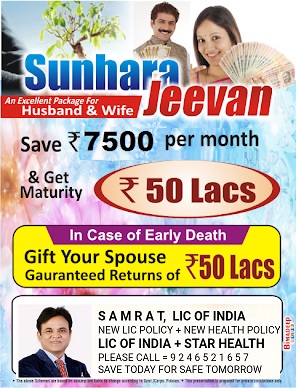 Sunhara
Jeevan
An Excellent Package For
Husband & Wife
Save ₹7500 per month
& Get
Maturity
₹ 50 Lacs
In Case of Early Death
Gift Your Spouse
Gauranteed Returns of
₹50 Lacs
S A M R A T, LIC OF INDIA
NEW LIC POLICY + NEW HEALTH POLICY
LIC OF INDIA + STAR HEALTH
PLEASE CALL = 9 2 4 6 5 2 1 6 5 7
SAVE TODAY FOR SAFE TOMORROW